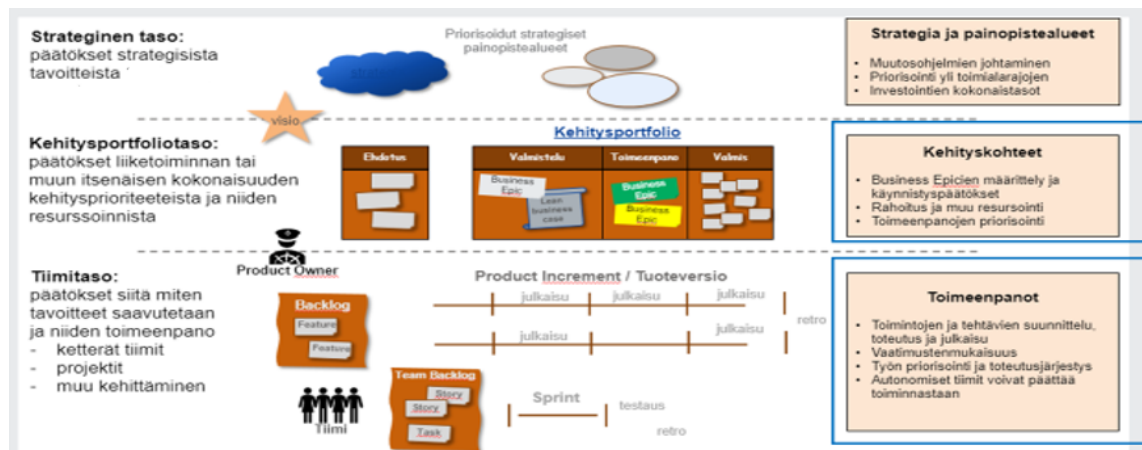 Strateginen taso:
päätökset strategisista
tavoitteista
Priorisoidut strategiset
painopistealueet
Strategia ja painopistealueet
• Muutosohjelmien johtaminen
• Priorisointi yli toimialarajojen
• Investointien kokonaistasot
visio
Kehitysportfoliotaso:
päätökset liiketoiminnan tai
muun itsenäisen kokonaisuuden
kehitysprioriteeteista ja niiden
resurssoinnista
Kehitysportfolio
Ehdotus
Valmistelu
Toimeenpano
Valmis
Business
Epic
Lean
business
case
Business
Epic
Business
Epic
Kehityskohteet
• Business Epicien määrittely ja
käynnistyspäätökset
• Rahoitus ja muu resursointi
• Toimeenpanojen priorisointi
Product Owner
Tiimitaso:
päätökset siitä miten
tavoitteet saavutetaan
ja niiden toimeenpano
- ketterät tiimit
- projektit
- muu kehittäminen
Backlog
Feature
Feature
Product Increment / Tuoteversio
julkaisu
julkaisu
julkaisu
retro
julkaisu
julkaisu
Tiimi
Team Backlog
Story
Story
Task
Sprint
testaus
retro
Toimeenpanot
• Toimintojen ja tehtävien suunnittelu,
toteutus ja julkaisu
• Vaatimustenmukaisuus
• Työn priorisointi ja toteutusjärjestys
• Autonomiset tiimit voivat päättää
toiminnastaan